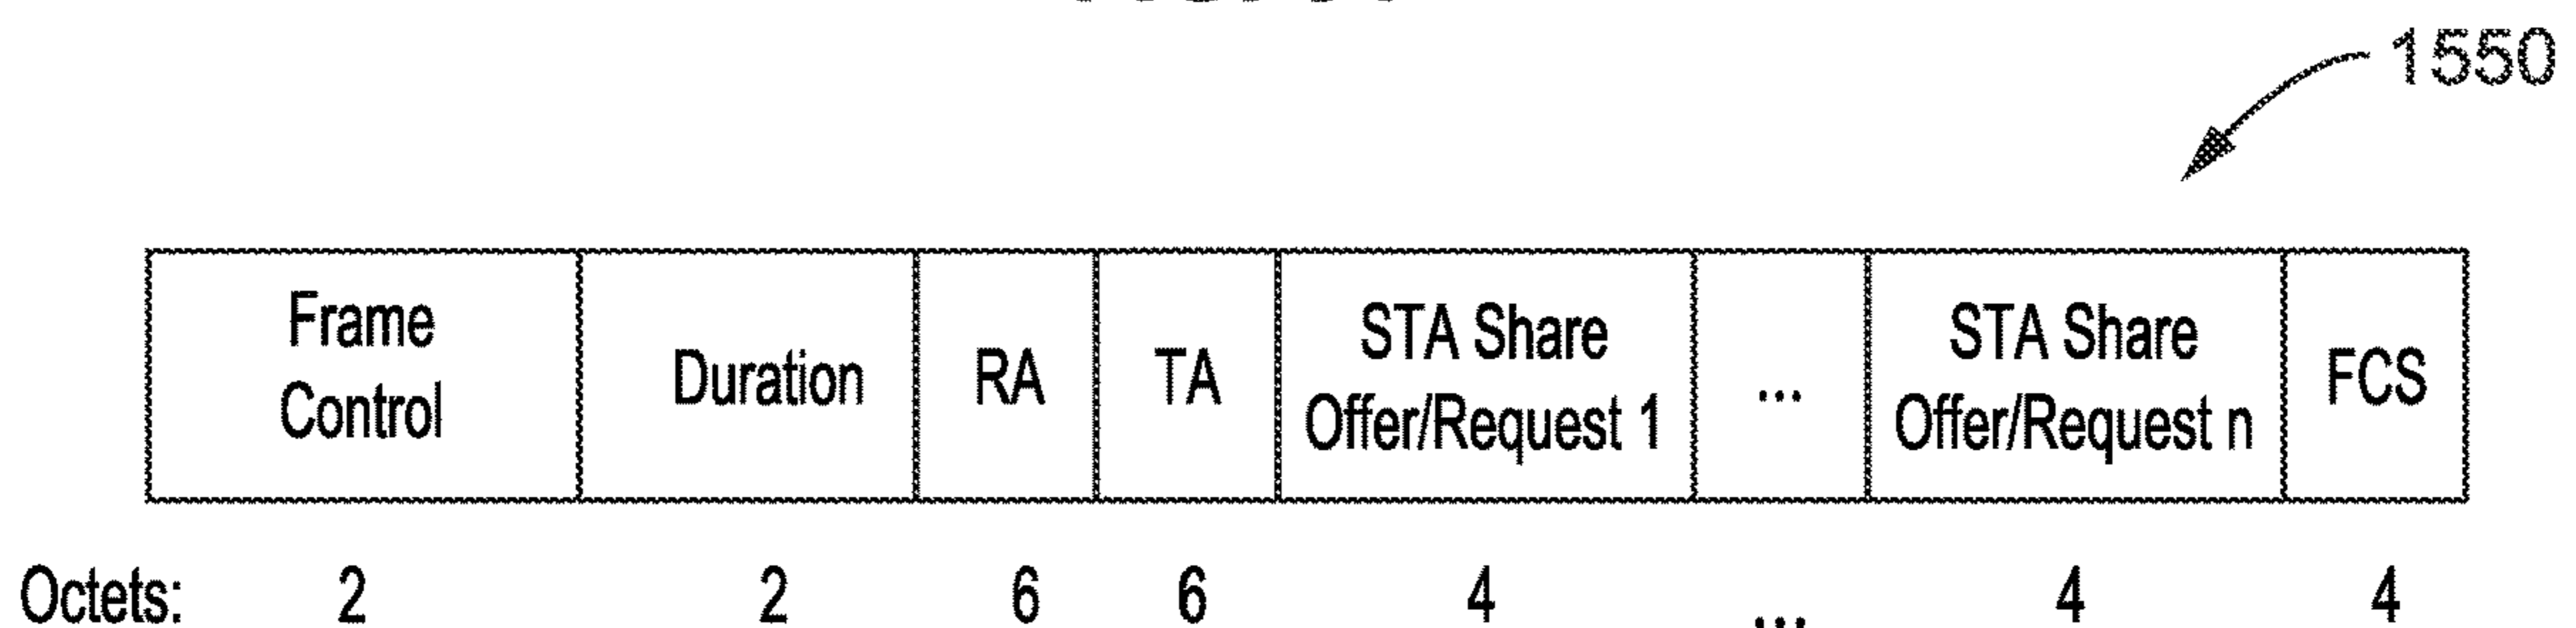 1550
Frame
Control
Duration
RA
TA
STA Share
Offer/Request 1
...
STA Share
Offer/Request n
FCS
Octets: 2 2 6 6 4 ... 4 4